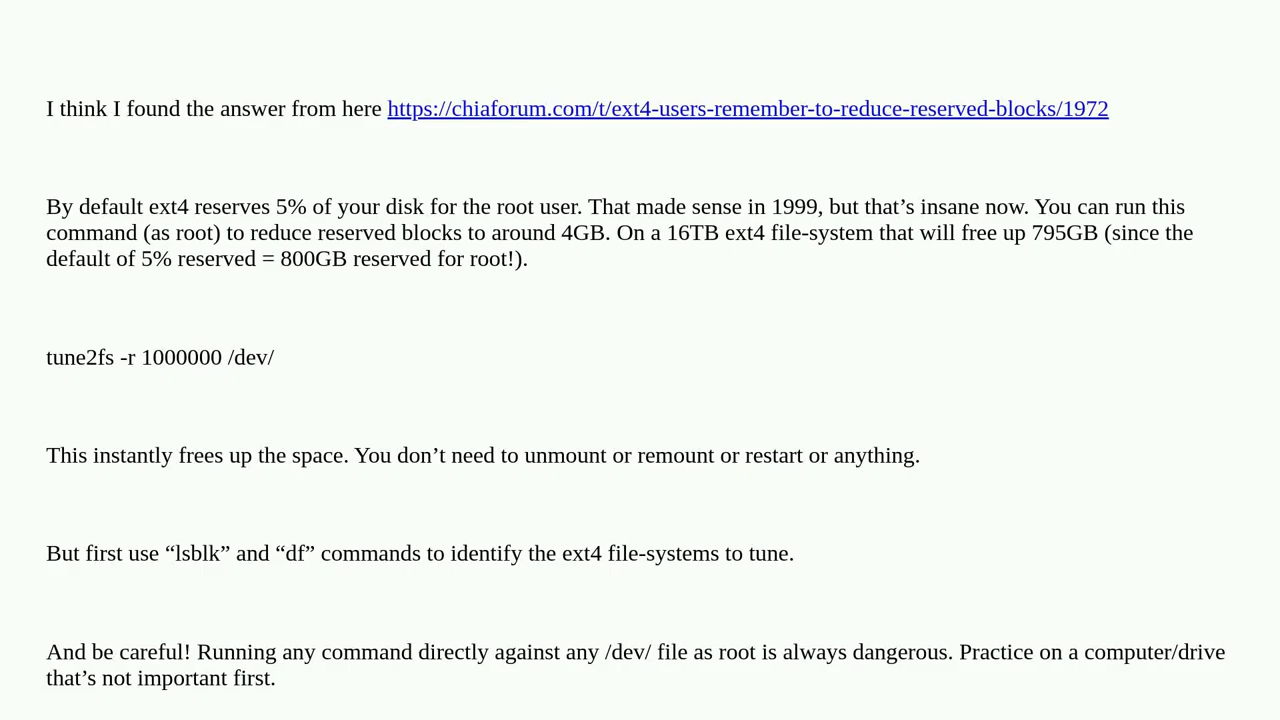 I think I found the answer from here https://chiaforum.com/t/ext4-users-remember-to-reduce-reserved-blocks/1972
By default ext4 reserves 5% of your disk for the root user. That made sense in 1999, but that’s insane now. You can run this
command (as root) to reduce reserved blocks to around 4GB. On a 16TB ext4 file-system that will free up 795GB (since the
default of 5% reserved = 800GB reserved for root!).
tune2fs -r 1000000 /dev/
This instantly frees up the space. You don’t need to unmount or remount or restart or anything.
But first use “lsblk” and “df” commands to identify the ext4 file-systems to tune.
And be careful! Running any command directly against any /dev/ file as root is always dangerous. Practice on a computer/drive
that’s not important first.